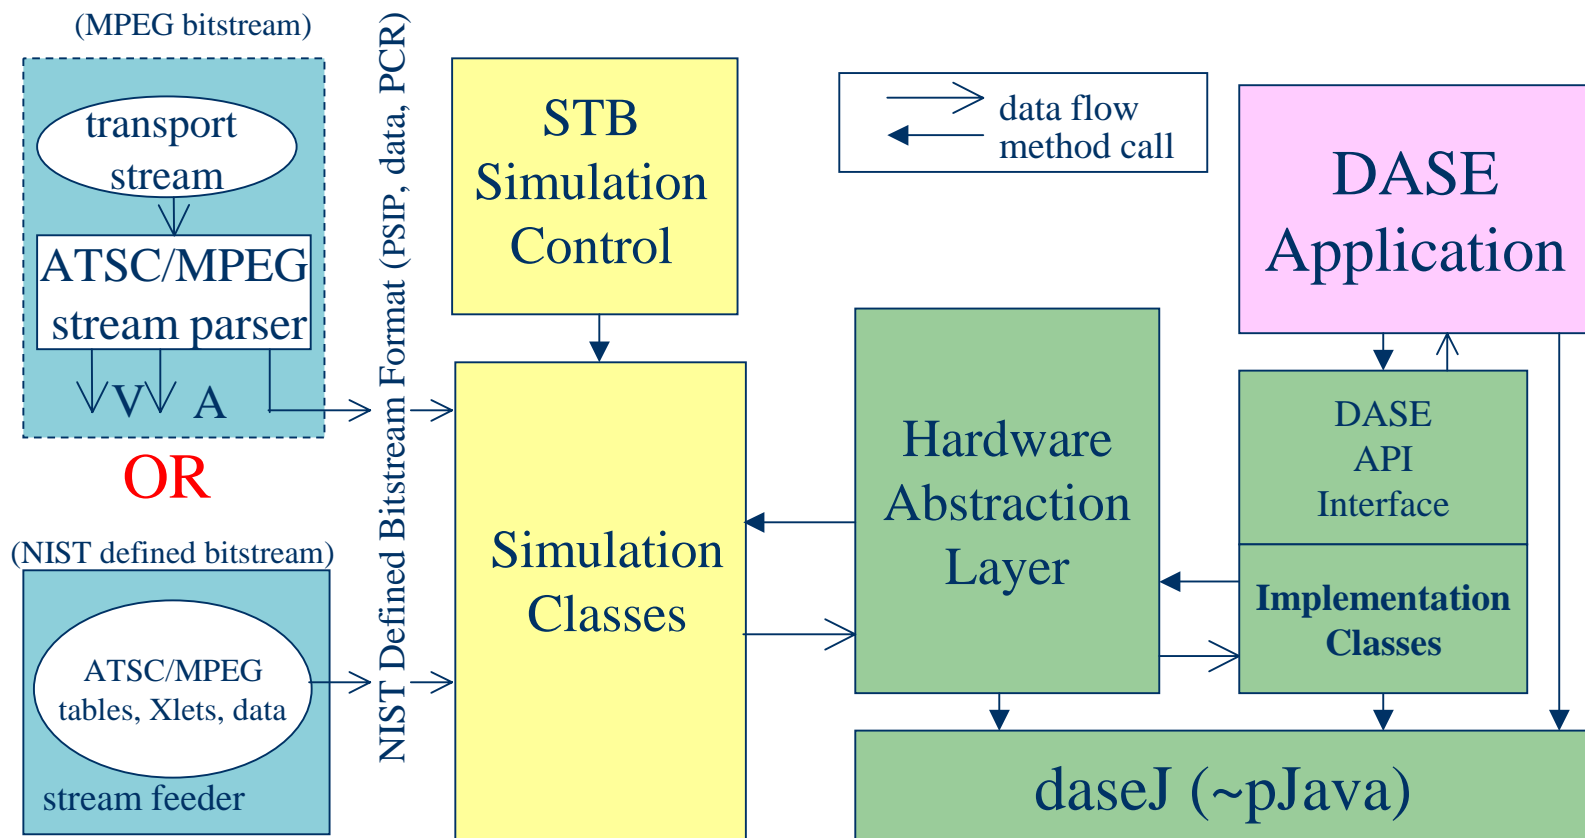 (MPEG bitstream)
transport
stream
ATSC/MPEG
stream parser
V A
OR
(NIST defined bitstream)
ATSC/MPEG
tables, Xlets, data
stream feeder
NIST Defined Bitstream Format (PSIP, data, PCR)
STB
Simulation
Control
Simulation
Classes
data flow
method call
Hardware
Abstraction
Layer
DASE
Application
DASE
API
Interface
Implementation
Classes
daseJ (~pJava)